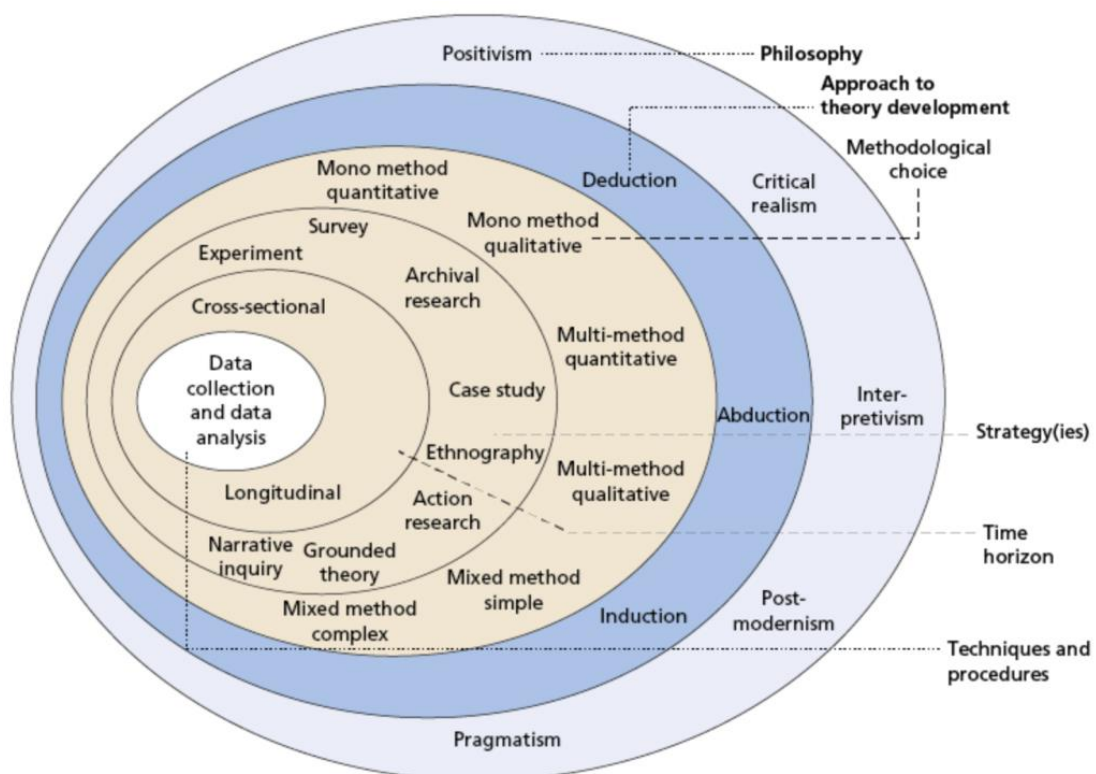 Positivism
Philosophy
Approach to
theory development
Methodological
choice
Mono method
quantitative
Deduction
Critical
realism
Mono method
qualitative
Survey
Experiment
Archival
research
Cross-sectional
Multi-method
quantitative
Data
collection
and data
analysis
Case study
Abduction
Inter-
pretivism
Strategy(ies)
Ethnography
Multi-method
qualitative
Longitudinal
Action
research
Time
horizon
Narrative
inquiry
Grounded
theory
Mixed method
simple
Mixed method
complex
Induction
Post-
modernism
Techniques and
procedures
Pragmatism